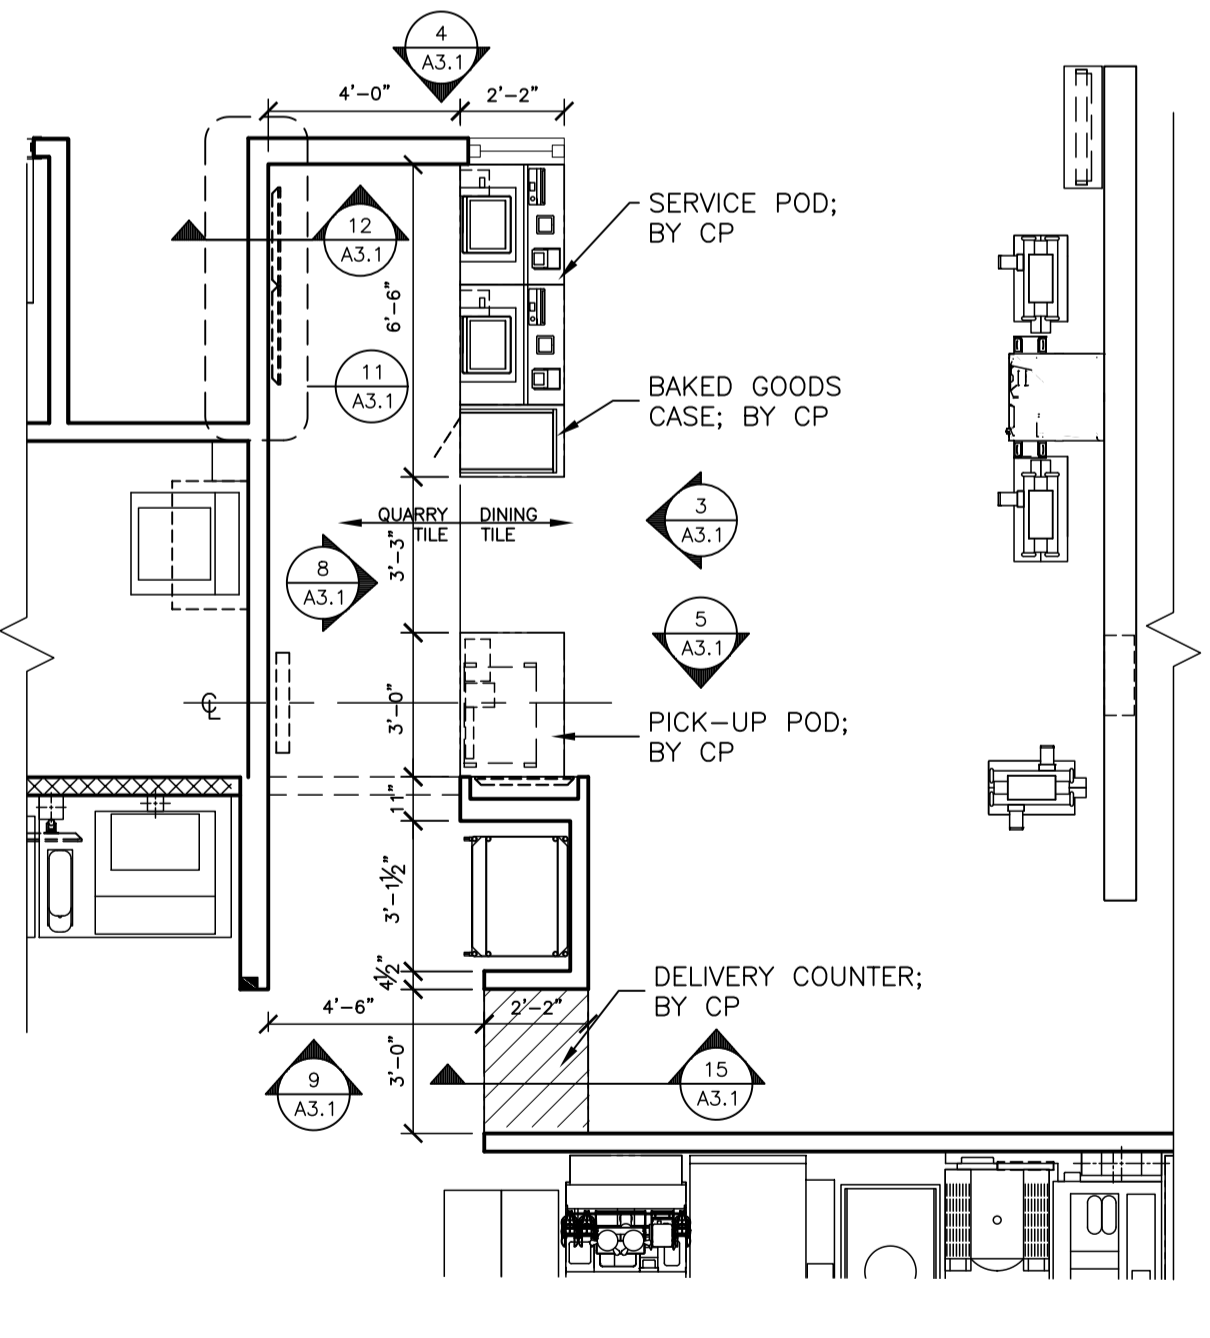 4
A3.1
4'-0"
2'-2"
12
A3.1
SERVICE POD;
BY CP
6'-6"
11
A3.1
BAKED GOODS
CASE; BY CP
QUARRY
TILE
DINING
TILE
3
A3.1
3'-3"
8
A3.1
5
A3.1
℄
3'-0"
PICK-UP POD;
BY CP
11"
3'-1½"
4½"
DELIVERY COUNTER;
BY CP
4'-6"
2'-2"
3'-0"
9
A3.1
15
A3.1